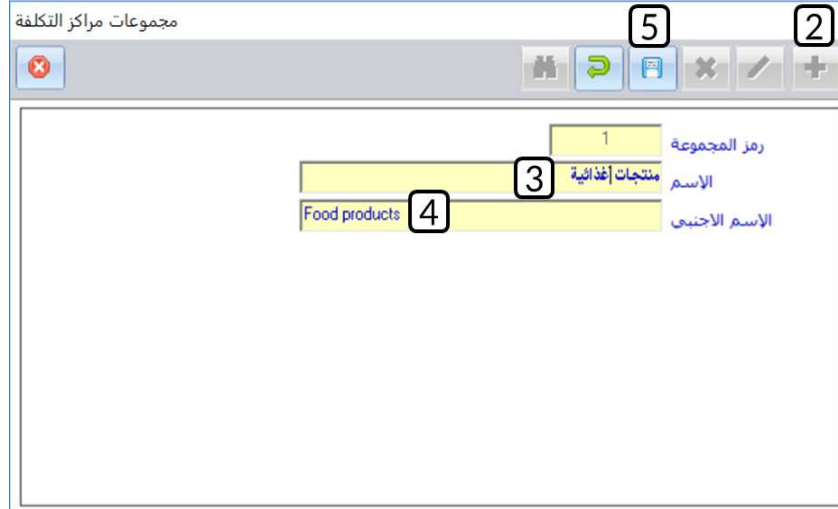 مجموعات مراكز التكلفة
2
5
رمز المجموعة 1
الاسم منتجات غذائية 3
الاسم الاجنبي Food products 4